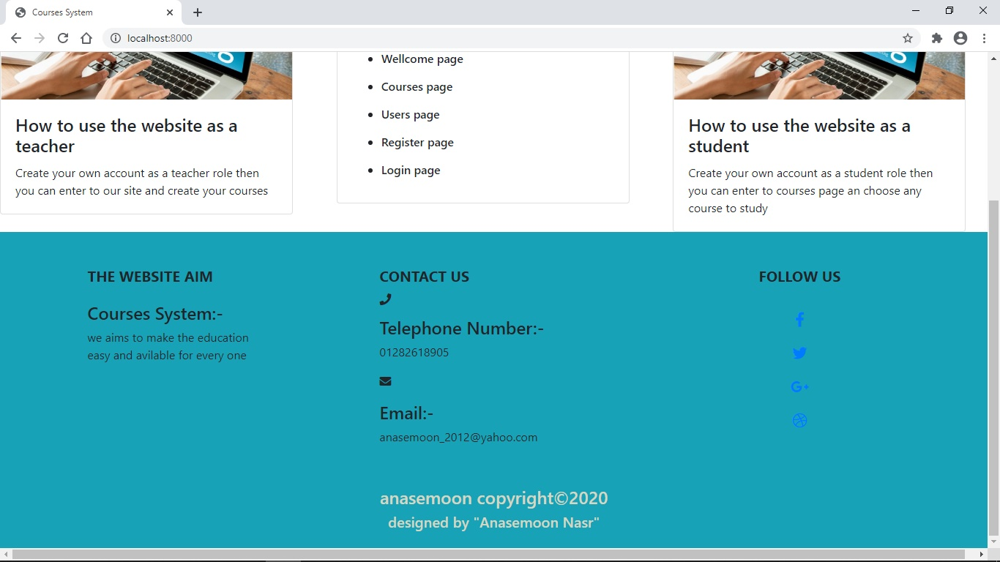 Courses System
localhost:8000
Wellcome page
Courses page
Users page
Register page
Login page
How to use the website as a
teacher
Create your own account as a teacher role then
you can enter to our site and create your courses
How to use the website as a
student
Create your own account as a student role then
you can enter to courses page an choose any
course to study
THE WEBSITE AIM
Courses System:-
we aims to make the education
easy and avilable for every one
CONTACT US
Telephone Number:-
01282618905
Email:-
anasemoon_2012@yahoo.com
FOLLOW US
anasemoon copyright©2020
designed by "Anasemoon Nasr"